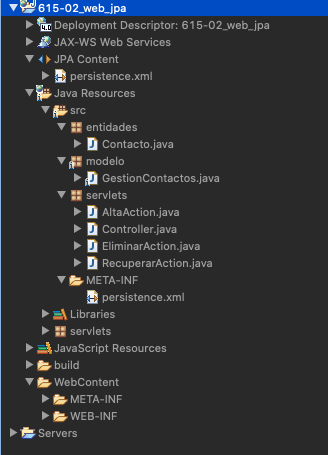 615-02_web_jpa
Deployment Descriptor: 615-02_web_jpa
JAX-WS Web Services
JPA Content
persistence.xml
Java Resources
src
entidades
Contacto.java
modelo
GestionContactos.java
servlets
AltaAction.java
Controller.java
EliminarAction.java
RecuperarAction.java
META-INF
persistence.xml
Libraries
servlets
JavaScript Resources
build
WebContent
META-INF
WEB-INF
Servers